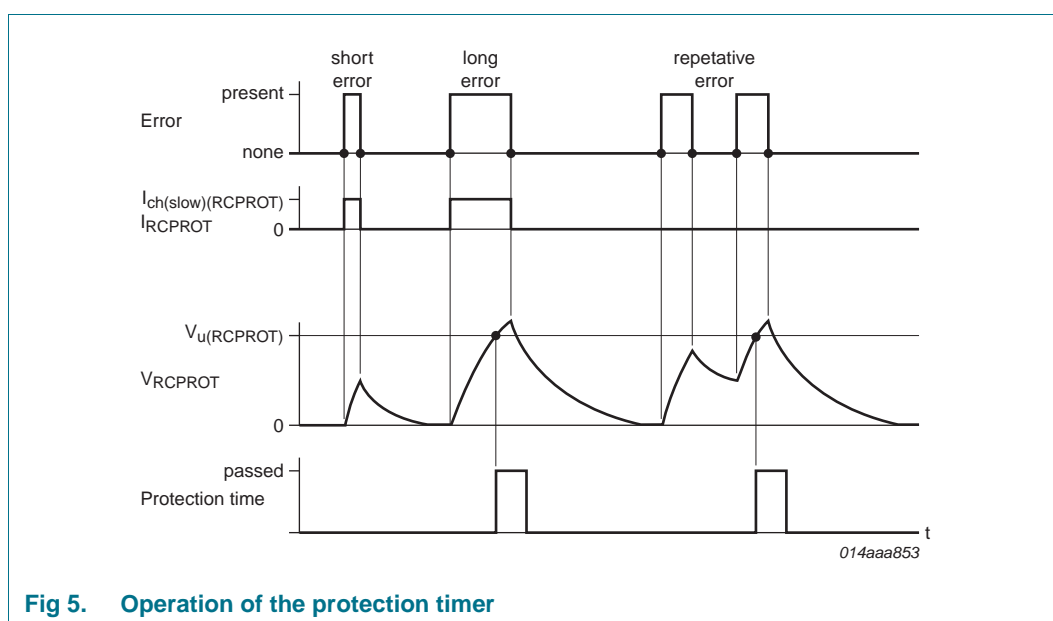 short error
long error
repetative error
present
Error
none
Ich(slow)(RCPROT)
IRCPROT
0
Vu(RCPROT)
VRCPROT
0
passed
Protection time
t
014aaa853
Fig 5. Operation of the protection timer